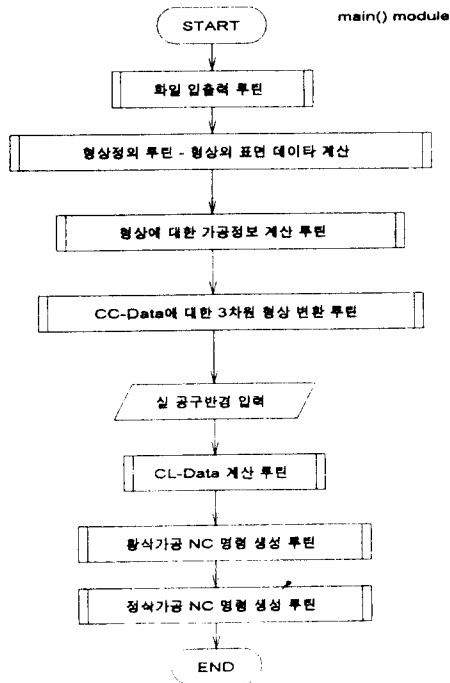 main() module
START
화일 입출력 루틴
형상정의 루틴 - 형상의 표면 데이타 계산
형상에 대한 가공정보 계산 루틴
CC-Data에 대한 3차원 형상 변환 루틴
실 공구반경 입력
CL-Data 계산 루틴
황삭가공 NC 명령 생성 루틴
정삭가공 NC 명령 생성 루틴
END